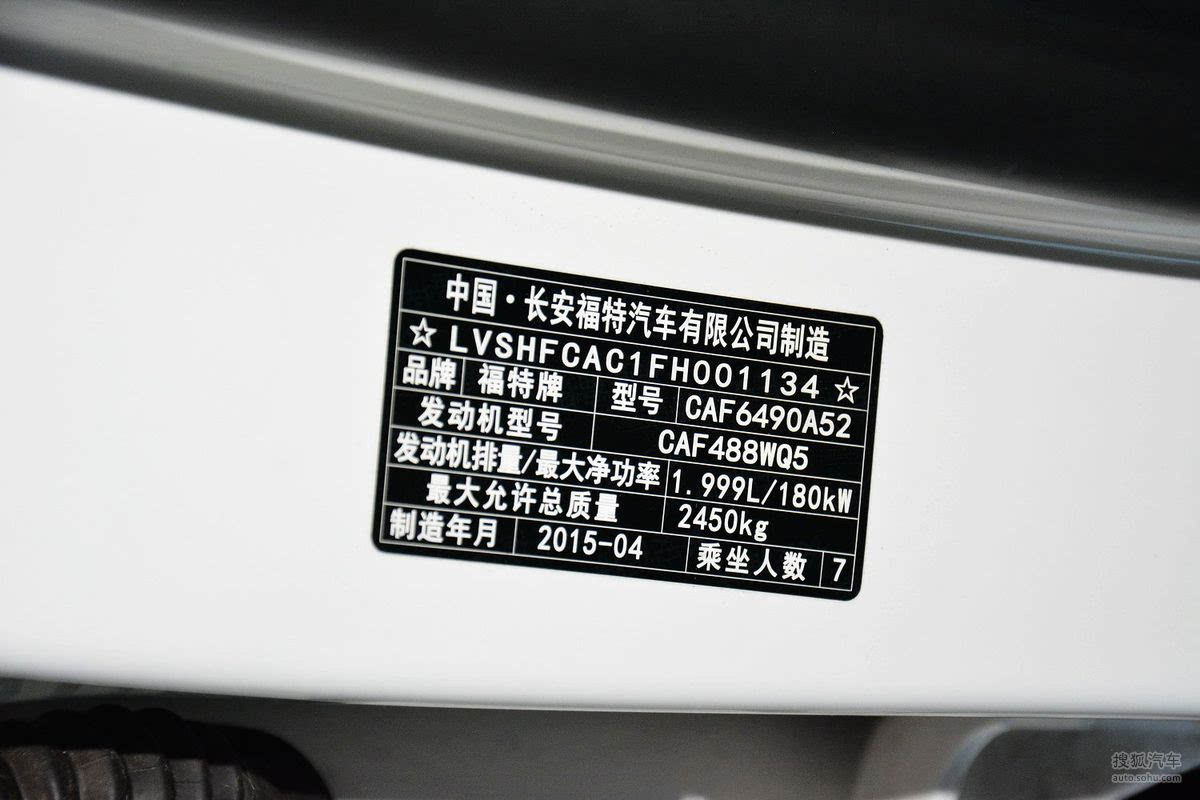 中国·长安福特汽车有限公司制造
☆LVSHFCAC1FH001134☆
品牌 福特牌 型号 CAF6490A52
发动机型号 CAF488WQ5
发动机排量/最大净功率 1.999L/180kW
最大允许总质量 2450kg
制造年月 2015-04 乘坐人数 7
搜狐汽车
auto.sohu.com